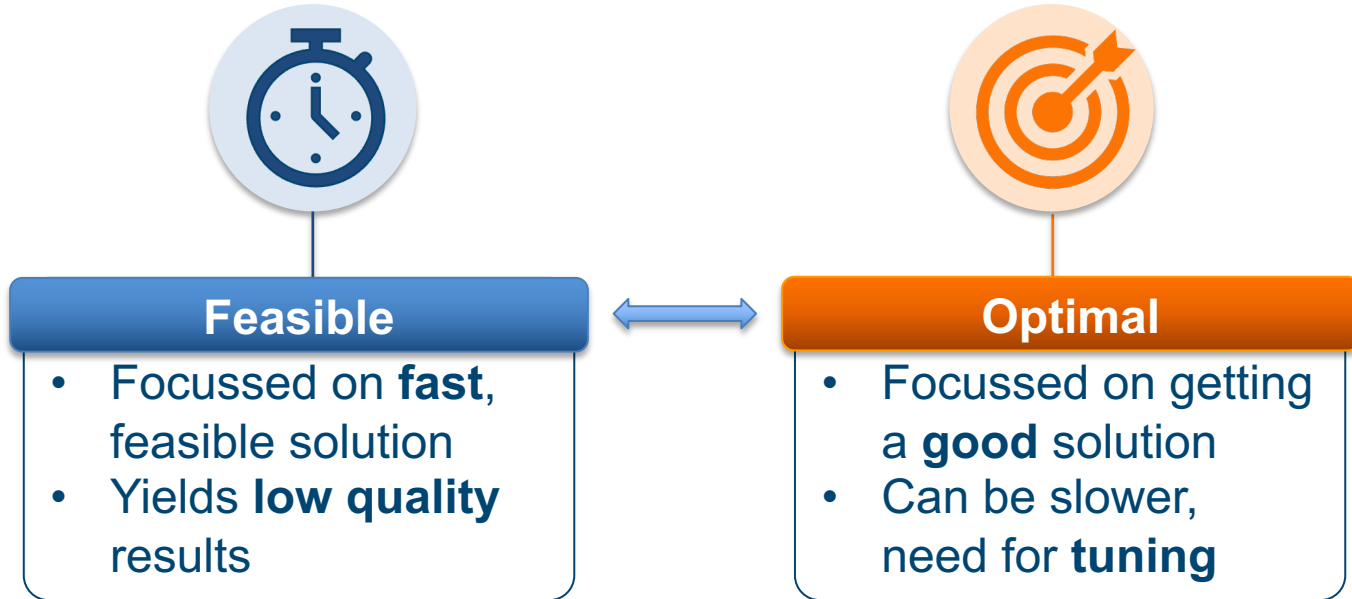 Feasible
• Focussed on fast,
feasible solution
• Yields low quality
results
Optimal
• Focussed on getting
a good solution
• Can be slower,
need for tuning